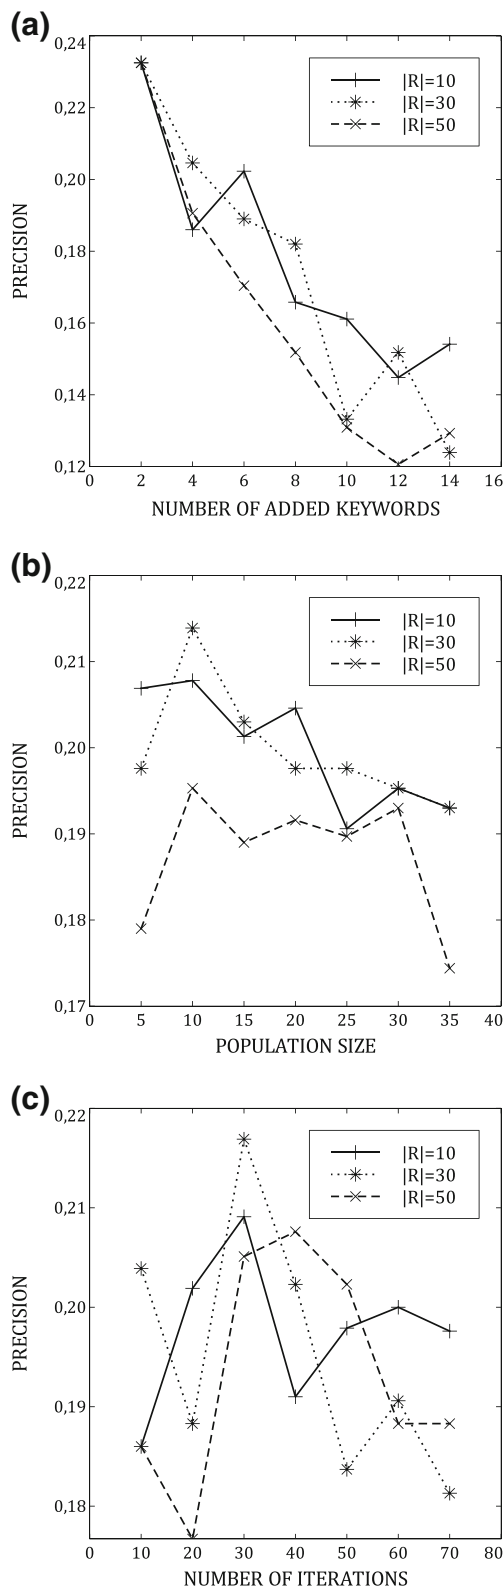 (a)
0,24
0,22
0,20
0,18
0,16
0,14
0,12
PRECISION
|R|=10
|R|=30
|R|=50
0 2 4 6 8 10 12 14 16
NUMBER OF ADDED KEYWORDS
(b)
0,22
0,21
0,20
0,19
0,18
0,17
PRECISION
|R|=10
|R|=30
|R|=50
0 5 10 15 20 25 30 35 40
POPULATION SIZE
(c)
0,22
0,21
0,20
0,19
0,18
PRECISION
|R|=10
|R|=30
|R|=50
0 10 20 30 40 50 60 70 80
NUMBER OF ITERATIONS